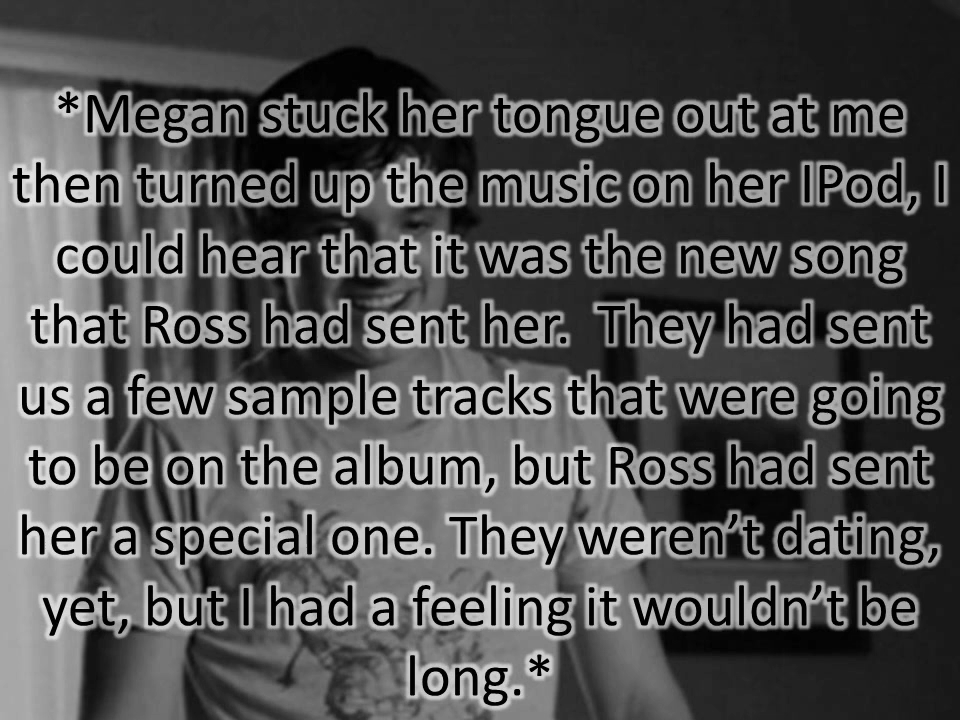 *Megan stuck her tongue out at me
then turned up the music on her IPod, I
could hear that it was the new song
that Ross had sent her.  They had sent
us a few sample tracks that were going
to be on the album, but Ross had sent
her a special one. They weren’t dating,
yet, but I had a feeling it wouldn’t be
long.*